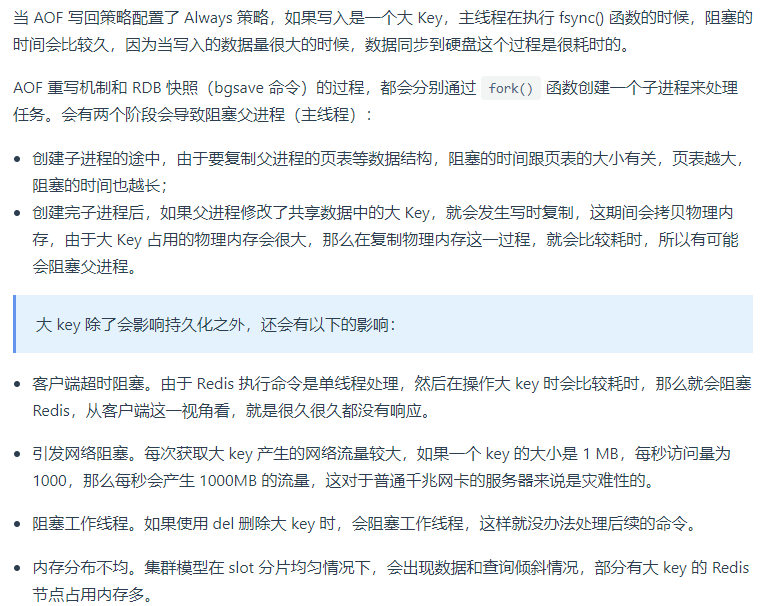 当 AOF 写回策略配置了 Always 策略，如果写入是一个大 Key，主线程在执行 fsync() 函数的时候，阻塞的
时间会比较久，因为当写入的数据量很大的时候，数据同步到硬盘这个过程是很耗时的。
AOF 重写机制和 RDB 快照（bgsave 命令）的过程，都会分别通过 fork() 函数创建一个子进程来处理
任务。会有两个阶段会导致阻塞父进程（主线程）：
• 创建子进程的途中，由于要复制父进程的页表等数据结构，阻塞的时间跟页表的大小有关，页表越大，
阻塞的时间也越长；
• 创建完子进程后，如果父进程修改了共享数据中的大 Key，就会发生写时复制，这期间会拷贝物理内
存，由于大 Key 占用的物理内存会很大，那么在复制物理内存这一过程，就会比较耗时，所以有可能
会阻塞父进程。
大 key 除了会影响持久化之外，还会有以下的影响：
• 客户端超时阻塞。由于 Redis 执行命令是单线程处理，然后在操作大 key 时会比较耗时，那么就会阻塞
Redis，从客户端这一视角看，就是很久很久都没有响应。
• 引发网络阻塞。每次获取大 key 产生的网络流量较大，如果一个 key 的大小是 1 MB，每秒访问量为
1000，那么每秒会产生 1000MB 的流量，这对于普通千兆网卡的服务器来说是灾难性的。
• 阻塞工作线程。如果使用 del 删除大 key 时，会阻塞工作线程，这样就没办法处理后续的命令。
• 内存分布不均。集群模型在 slot 分片均匀情况下，会出现数据和查询倾斜情况，部分有大 key 的 Redis
节点占用内存多。